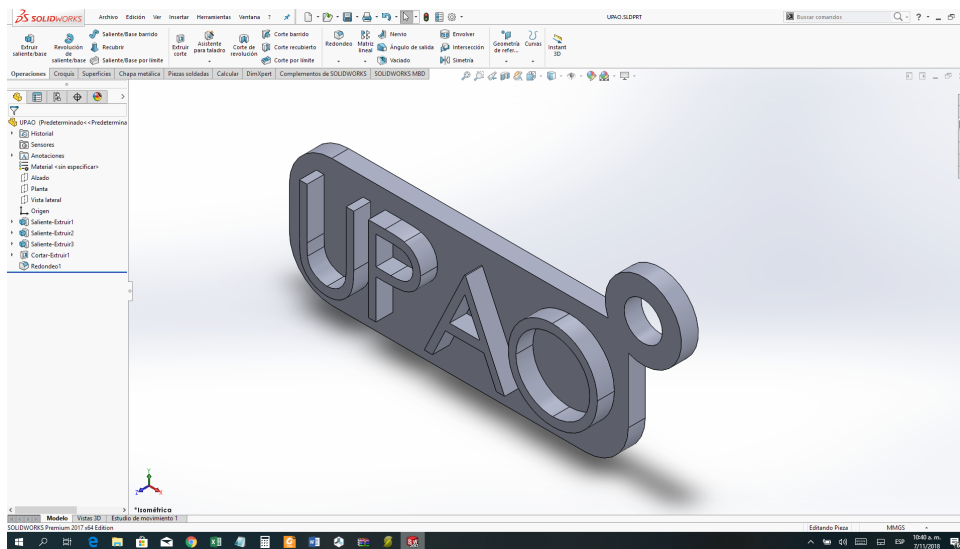 SOLIDWORKS Archivo Edición Ver Insertar Herramientas Ventana ? UPAO.SLDPRT Buscar comandos
Extruir saliente/base
Revolución de saliente/base
Saliente/Base barrido
Recubrir
Saliente/Base por límite
Extruir corte
Asistente para taladro
Corte de revolución
Corte barrido
Corte recubierto
Corte por límite
Redondeo
Matriz lineal
Nervio
Ángulo de salida
Vaciado
Envolver
Intersección
Simetría
Geometría de refer...
Curvas
Instant 3D
Operaciones Croquis Superficies Chapa metálica Piezas soldadas Calcular DimXpert Complementos de SOLIDWORKS SOLIDWORKS MBD
UPAO (Predeterminado<<Predetermina
Historial
Sensores
Anotaciones
Material <sin especificar>
Alzado
Planta
Vista lateral
Origen
Saliente-Extruir1
Saliente-Extruir2
Saliente-Extruir3
Cortar-Extruir1
Redondeo1
UPAO
*Isométrica
Modelo Vistas 3D Estudio de movimiento 1
SOLIDWORKS Premium 2017 x64 Edition Editando Pieza MMGS
ESP 10:40 a. m.
7/11/2018